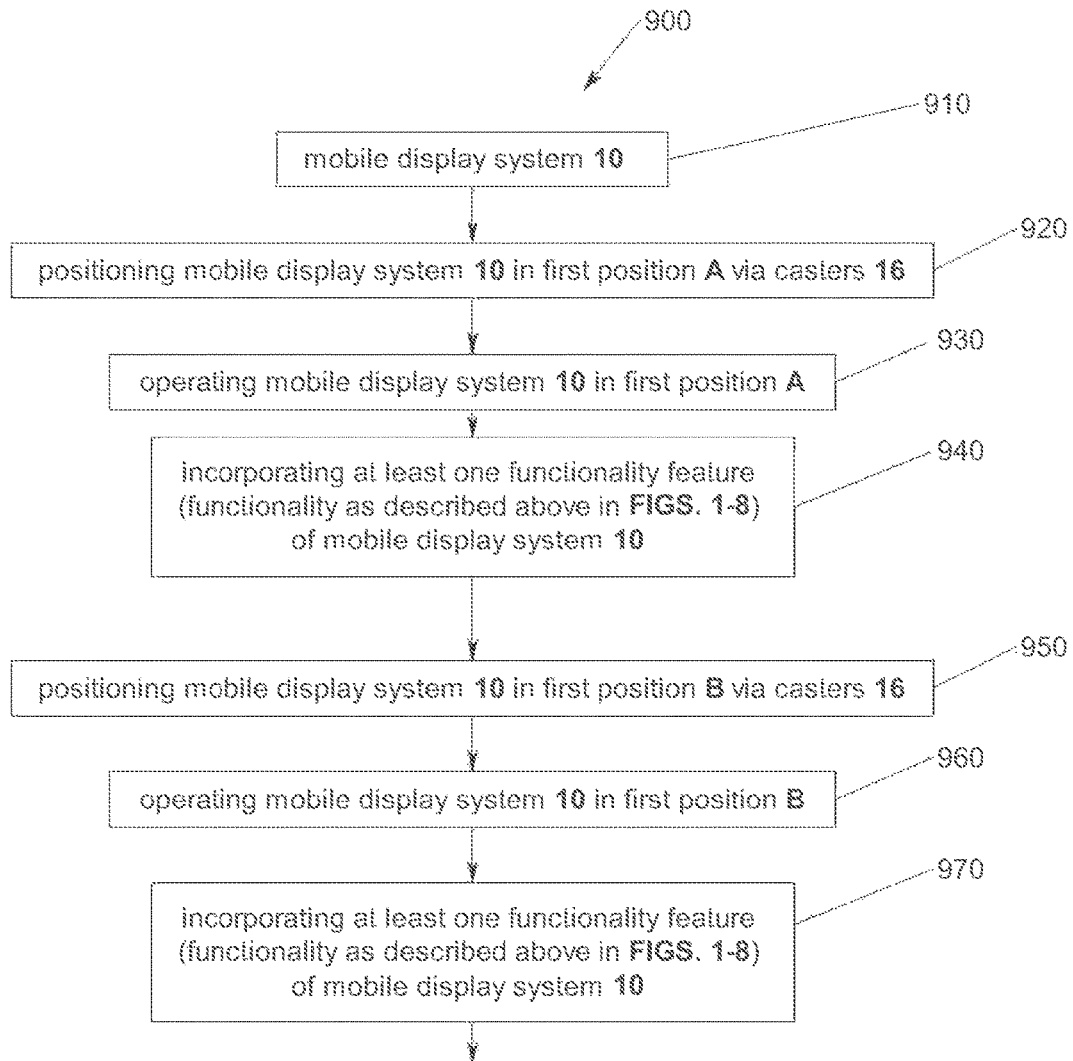 900
910
mobile display system 10
920
positioning mobile display system 10 in first position A via casters 16
930
operating mobile display system 10 in first position A
940
incorporating at least one functionality feature
(functionality as described above in FIGS. 1-8)
of mobile display system 10
950
positioning mobile display system 10 in first position B via casters 16
960
operating mobile display system 10 in first position B
970
incorporating at least one functionality feature
(functionality as described above in FIGS. 1-8)
of mobile display system 10